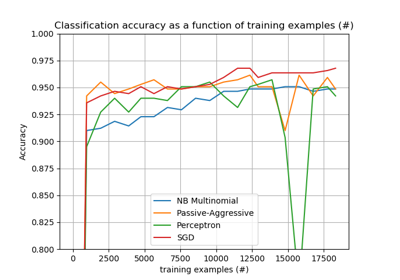 Classification accuracy as a function of training examples (#)
1.000
0.975
0.950
0.925
0.900
0.875
0.850
0.825
0.800
Accuracy
NB Multinomial
Passive-Aggressive
Perceptron
SGD
0 2500 5000 7500 10000 12500 15000 17500
training examples (#)